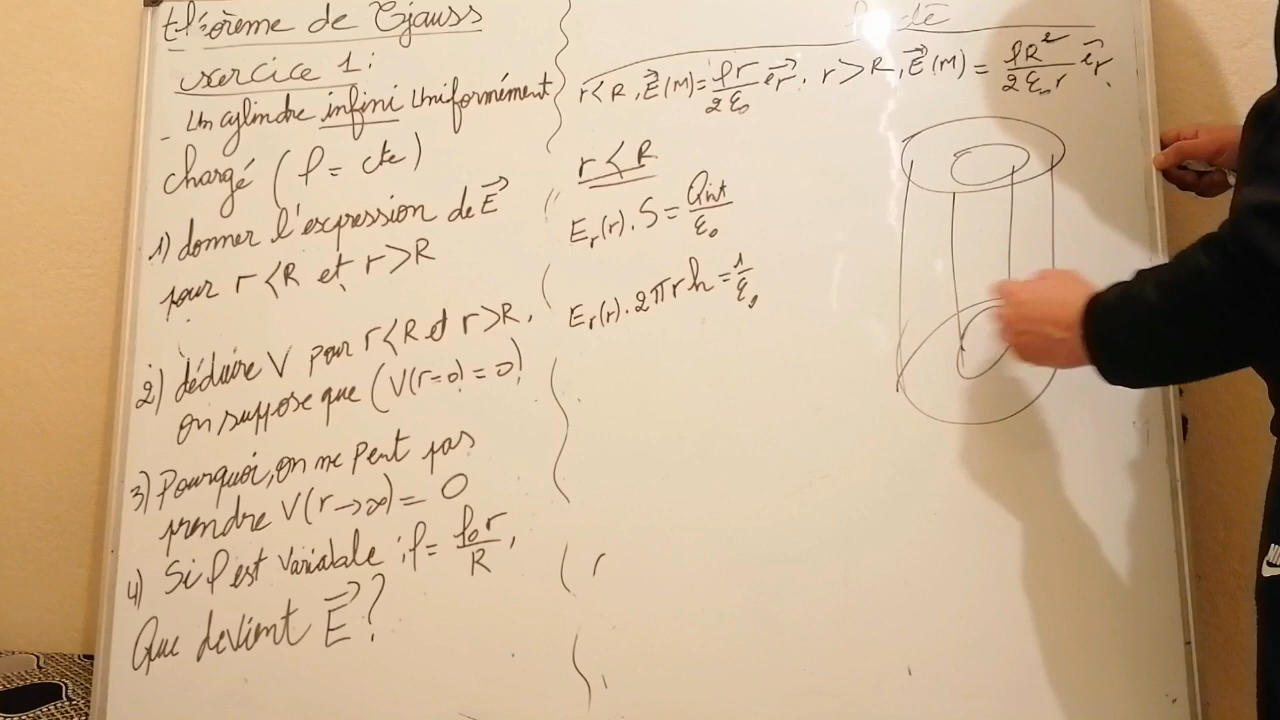 théorème de Gjauss
exercice 1:
- Un cylindre infini Uniformément
chargé (ρ = cte)
1) donner l'expression de E⃗
pour r < R et r > R
2) déduire V pour r < R et r > R.
on suppose que (V(r=0) = 0)
3) Pourquoi, on ne peut pas
prendre V(r→∞) = 0
4) Si ρ est variable : ρ = ρ₀r/R,
Que devient E⃗ ?
r < R, E⃗(M) = ρr/2ε₀ e⃗r. r > R, E⃗(M) = ρR²/2ε₀r e⃗r.
r < R
Er(r).S = Qint/ε₀
Er(r).2πrh = 1/ε₀